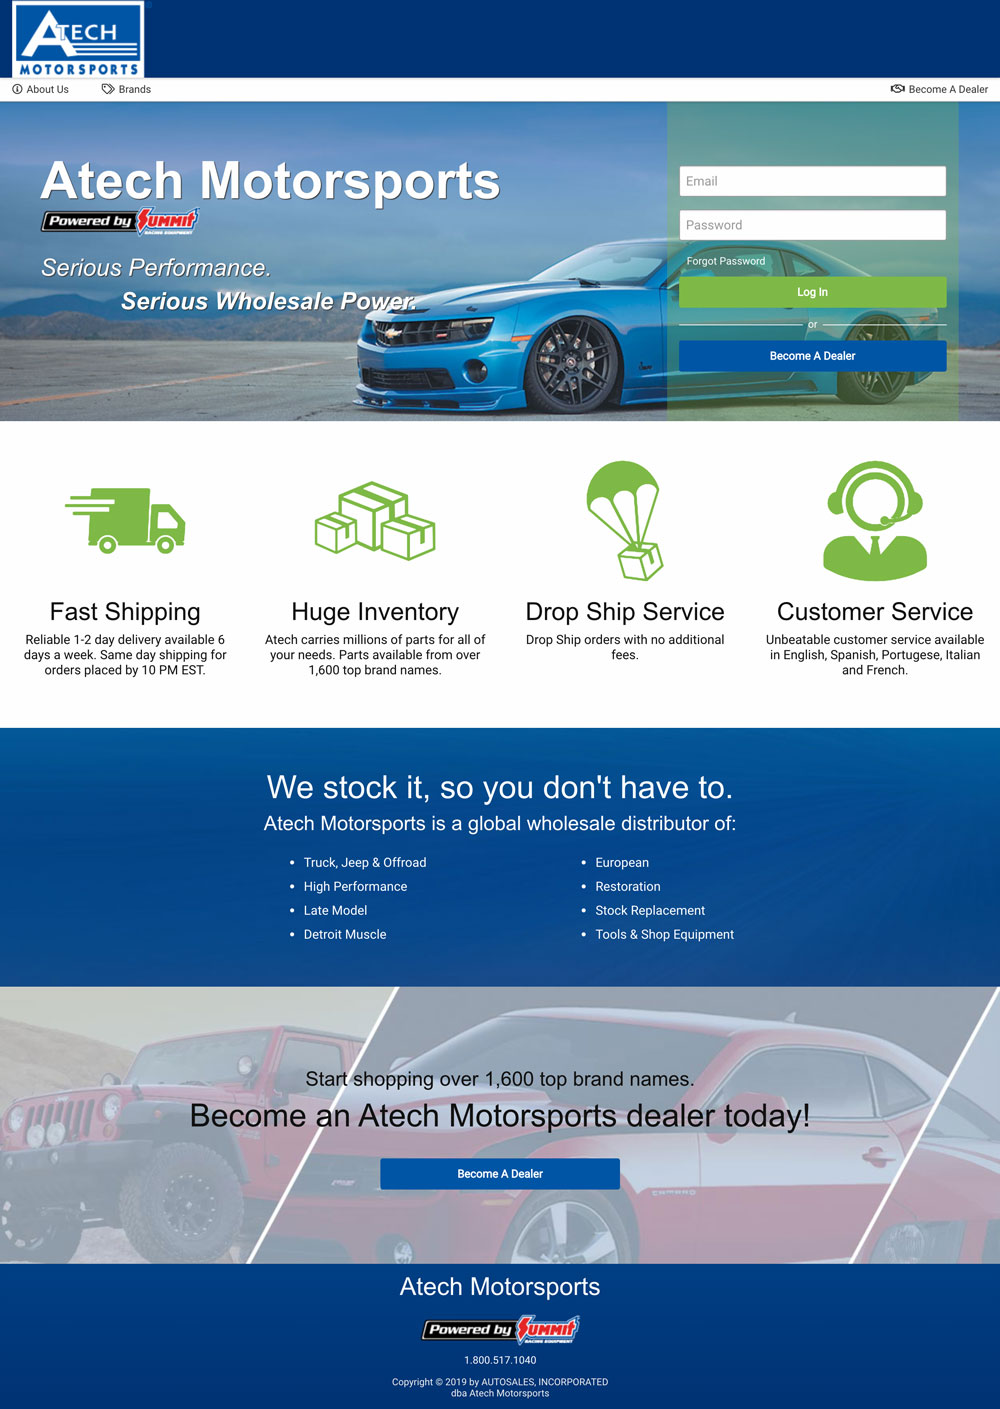 ATECH
MOTORSPORTS
About Us
Brands
Become A Dealer
Atech Motorsports
Powered by SUMMIT
RACING EQUIPMENT
Serious Performance.
Serious Wholesale Power.
Email
Password
Forgot Password
Log In
or
Become A Dealer
Fast Shipping
Reliable 1-2 day delivery available 6
days a week. Same day shipping for
orders placed by 10 PM EST.
Huge Inventory
Atech carries millions of parts for all of
your needs. Parts available from over
1,600 top brand names.
Drop Ship Service
Drop Ship orders with no additional
fees.
Customer Service
Unbeatable customer service available
in English, Spanish, Portugese, Italian
and French.
We stock it, so you don't have to.
Atech Motorsports is a global wholesale distributor of:
• Truck, Jeep & Offroad
• High Performance
• Late Model
• Detroit Muscle
• European
• Restoration
• Stock Replacement
• Tools & Shop Equipment
Start shopping over 1,600 top brand names.
Become an Atech Motorsports dealer today!
Become A Dealer
CAMARO
Atech Motorsports
Powered by SUMMIT
RACING EQUIPMENT
1.800.517.1040
Copyright © 2019 by AUTOSALES, INCORPORATED
dba Atech Motorsports